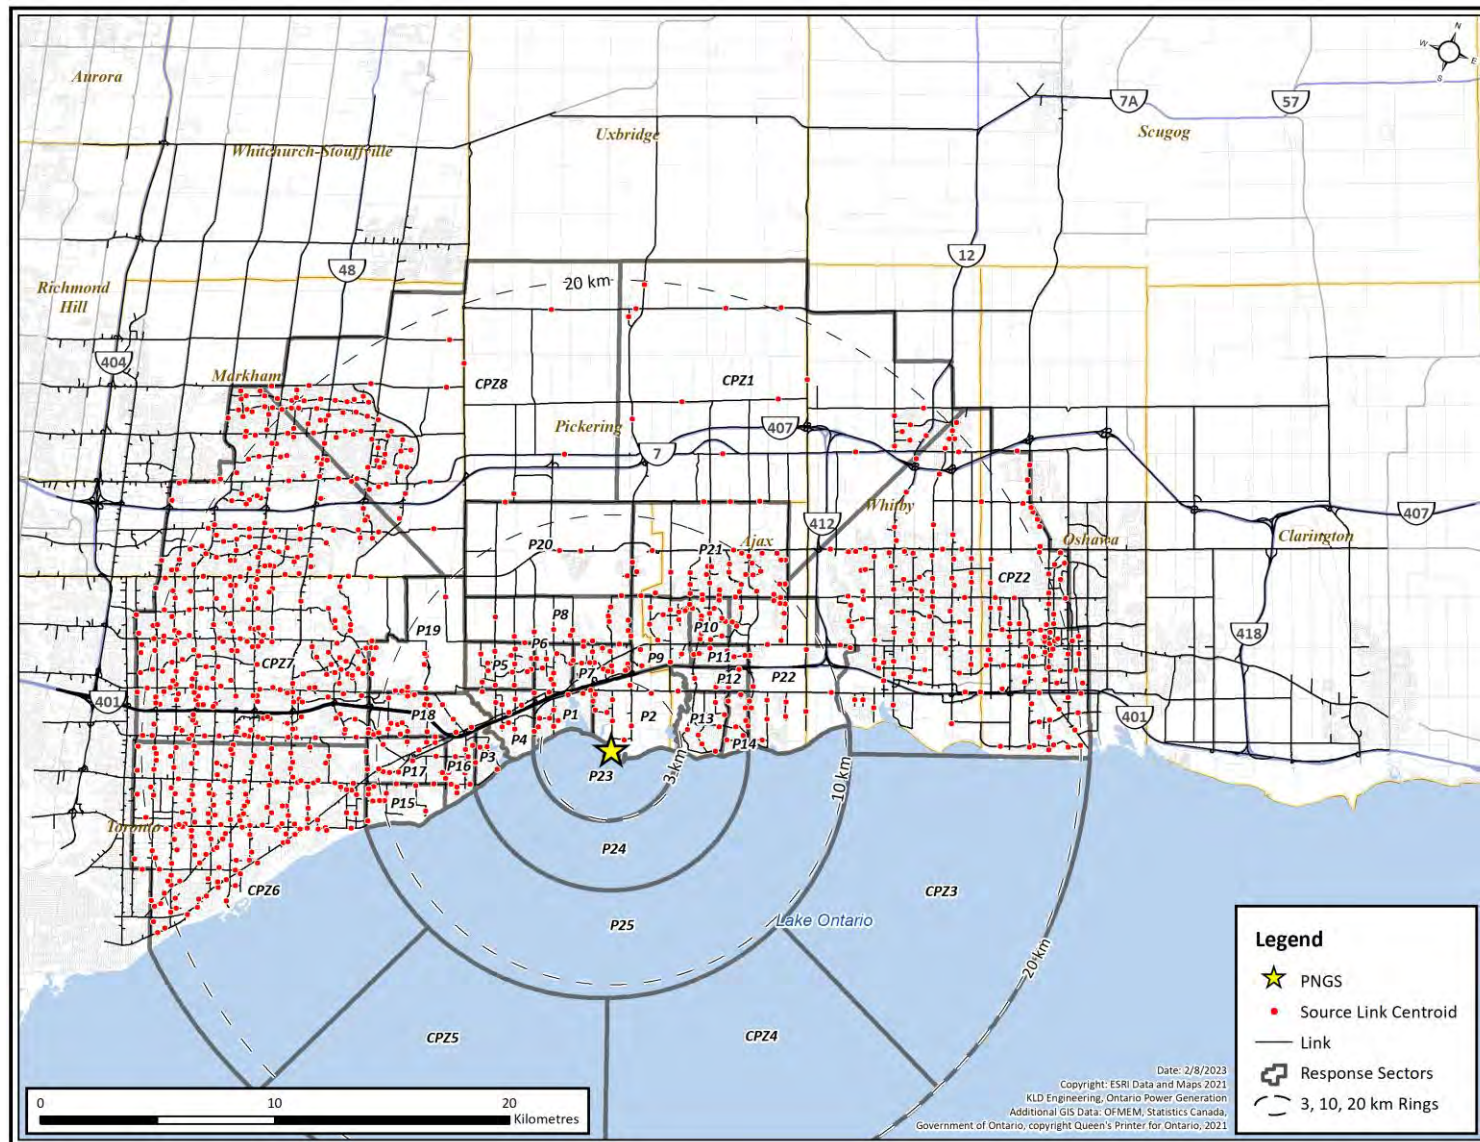 N
W
E
S
Aurora
7A
57
Uxbridge
Scugog
Whitchurch-Stouffville
12
48
20 km
Richmond
Hill
404
Markham
CPZ8
CPZ1
Pickering
407
7
Whitby
412
407
Ajax
Oshawa
Clarington
P20
P21
CPZ2
P8
P10
P19
418
P6
P9
P11
CPZ7
P5
P7
P12
P22
401
P18
P1
P2
P13
401
P4
P14
P3
P16
P17
P23
3 km
10 km
P15
Toronto
P24
CPZ6
CPZ3
Lake Ontario
P25
20 km
CPZ5
CPZ4
Legend
PNGS
Source Link Centroid
Link
Response Sectors
3, 10, 20 km Rings
Date: 2/8/2023
Copyright: ESRI Data and Maps 2021
KLD Engineering, Ontario Power Generation
Additional GIS Data: OFMEM, Statistics Canada,
Government of Ontario, copyright Queen's Printer for Ontario, 2021
0 10 20
Kilometres